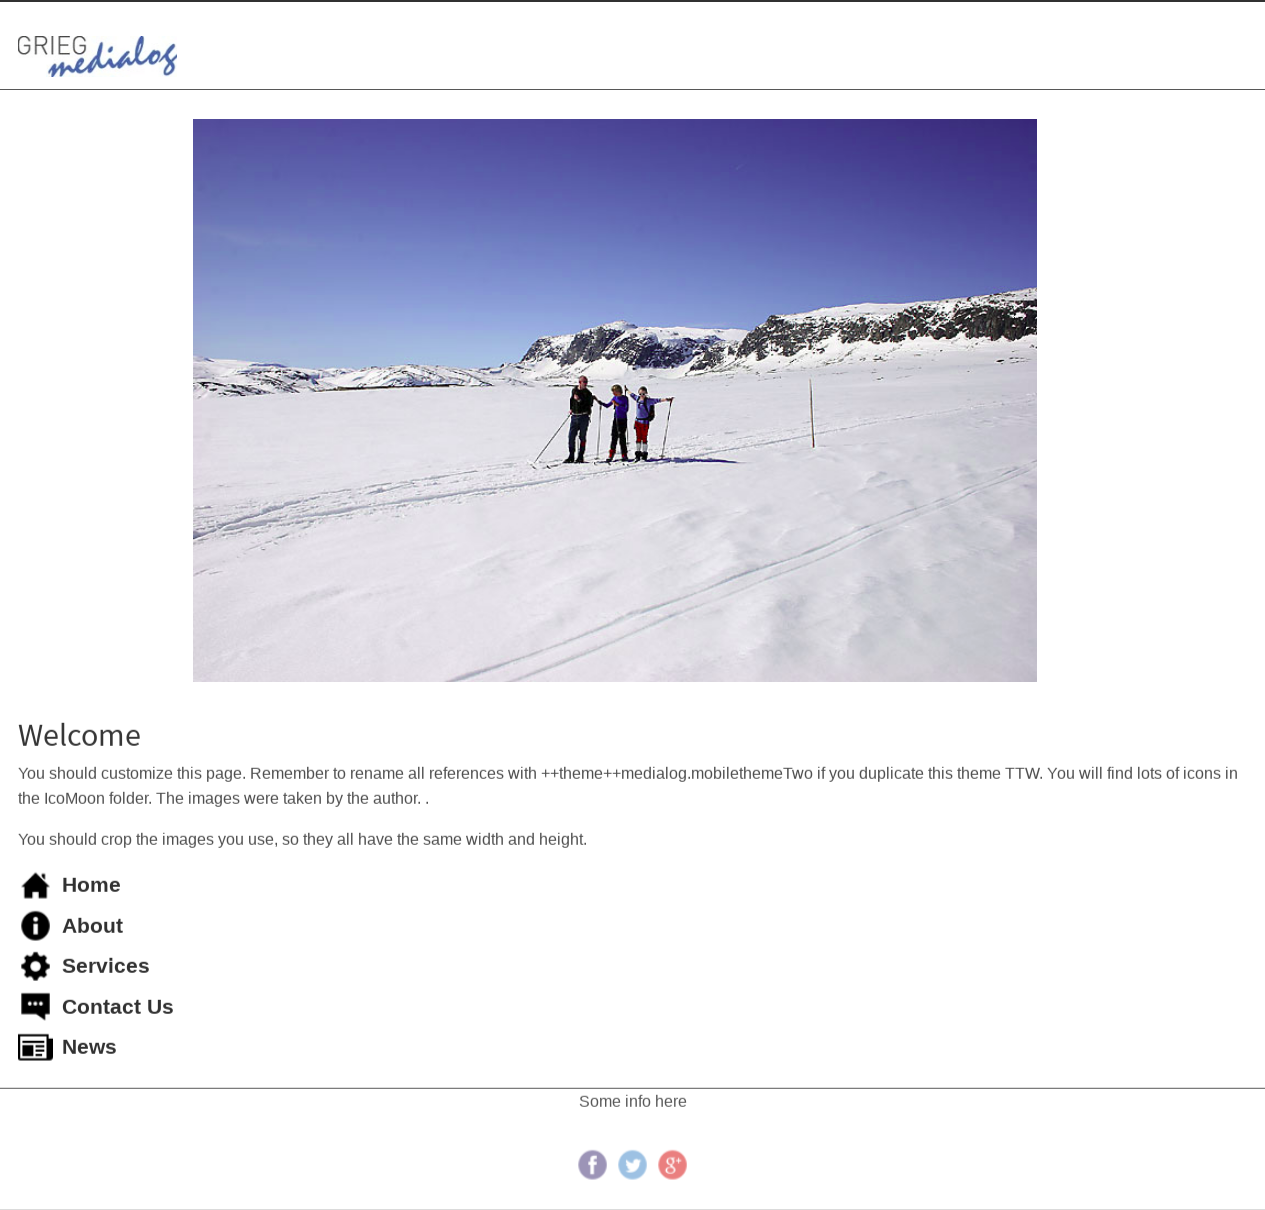 GRIEG
medialog
Welcome
You should customize this page. Remember to rename all references with ++theme++medialog.mobilethemeTwo if you duplicate this theme TTW. You will find lots of icons in
the IcoMoon folder. The images were taken by the author. .
You should crop the images you use, so they all have the same width and height.
Home
About
Services
Contact Us
News
Some info here